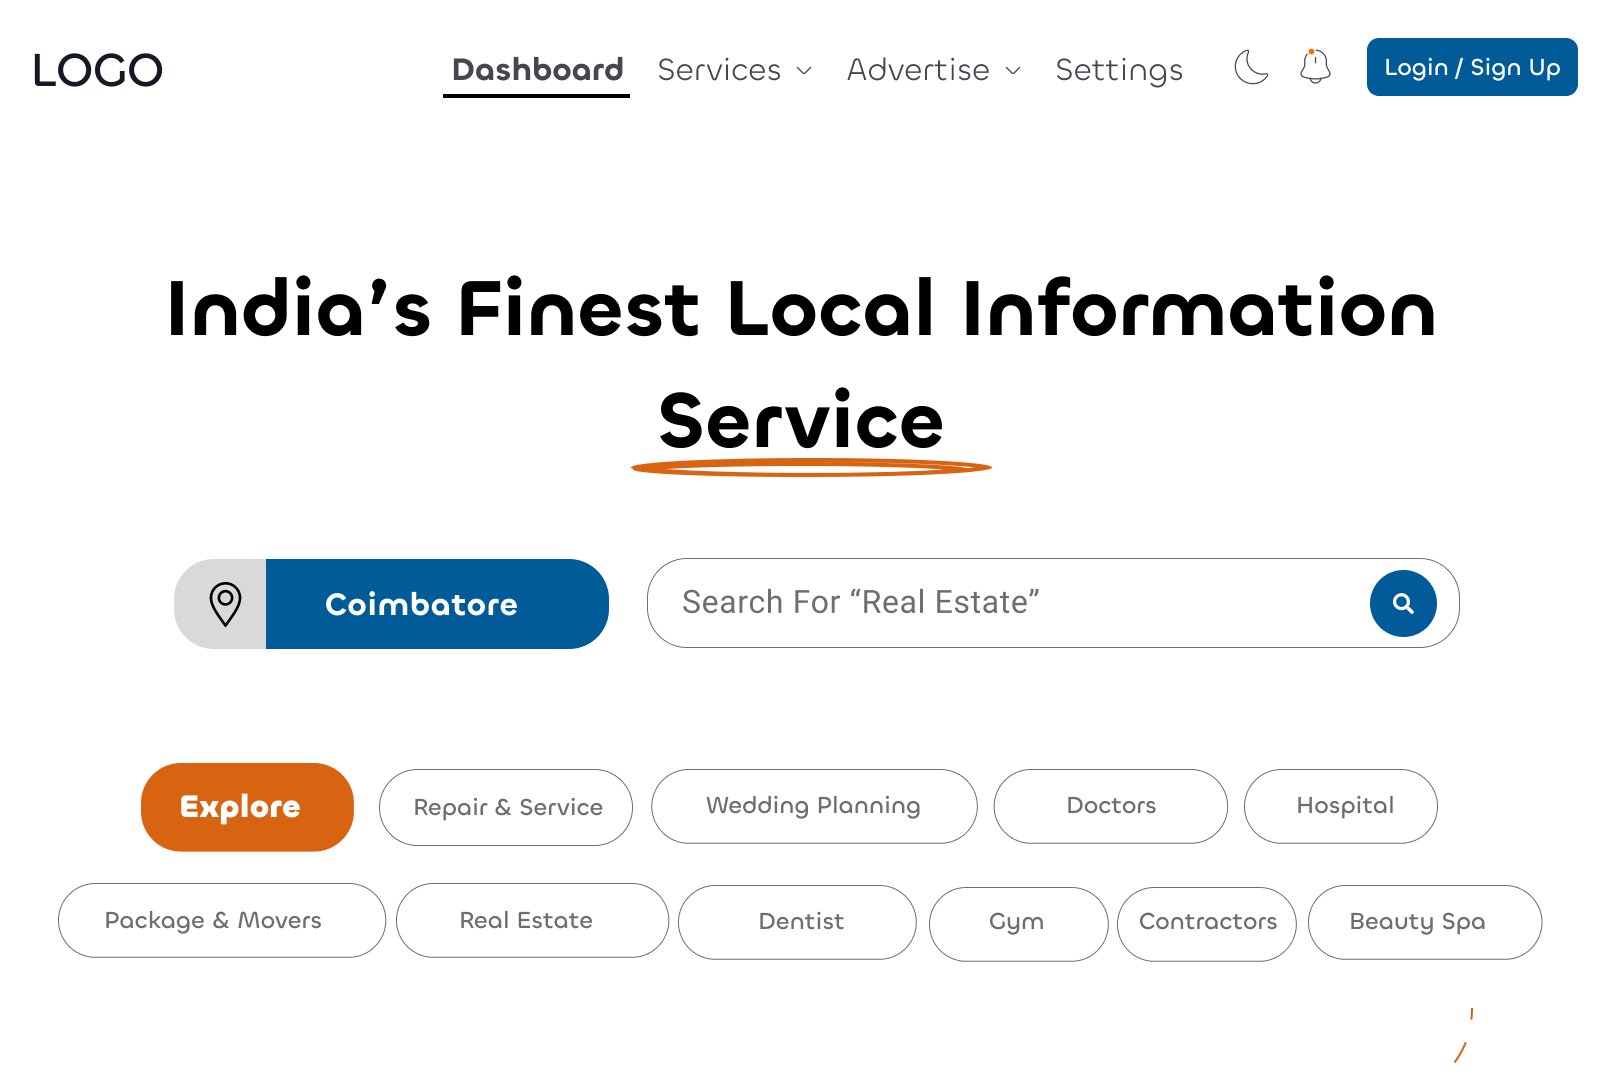 LOGO Dashboard Services Advertise Settings Login / Sign Up
India’s Finest Local Information
Service
Coimbatore Search For “Real Estate”
Explore Repair & Service Wedding Planning Doctors Hospital
Package & Movers Real Estate Dentist Gym Contractors Beauty Spa